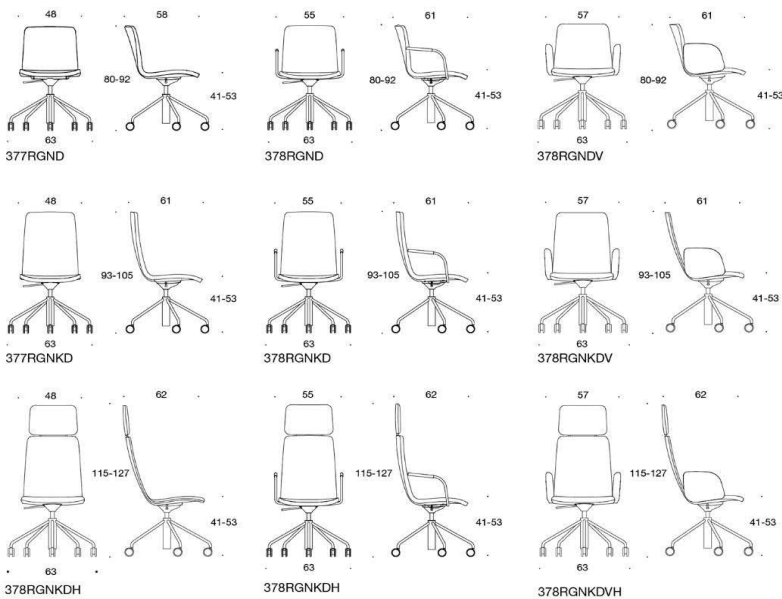 48 58 55 61 57 61
80-92 41-53 80-92 41-53 80-92 41-53
63 63 63
377RGND 378RGND 378RGNDV
48 61 55 61 57 61
93-105 41-53 93-105 41-53 93-105 41-53
63 63 63
377RGNKD 378RGNKD 378RGNKDV
48 62 55 62 57 62
115-127 41-53 115-127 41-53 115-127 41-53
63 63 63
378RGNKDH 378RGNKDH 378RGNKDVH